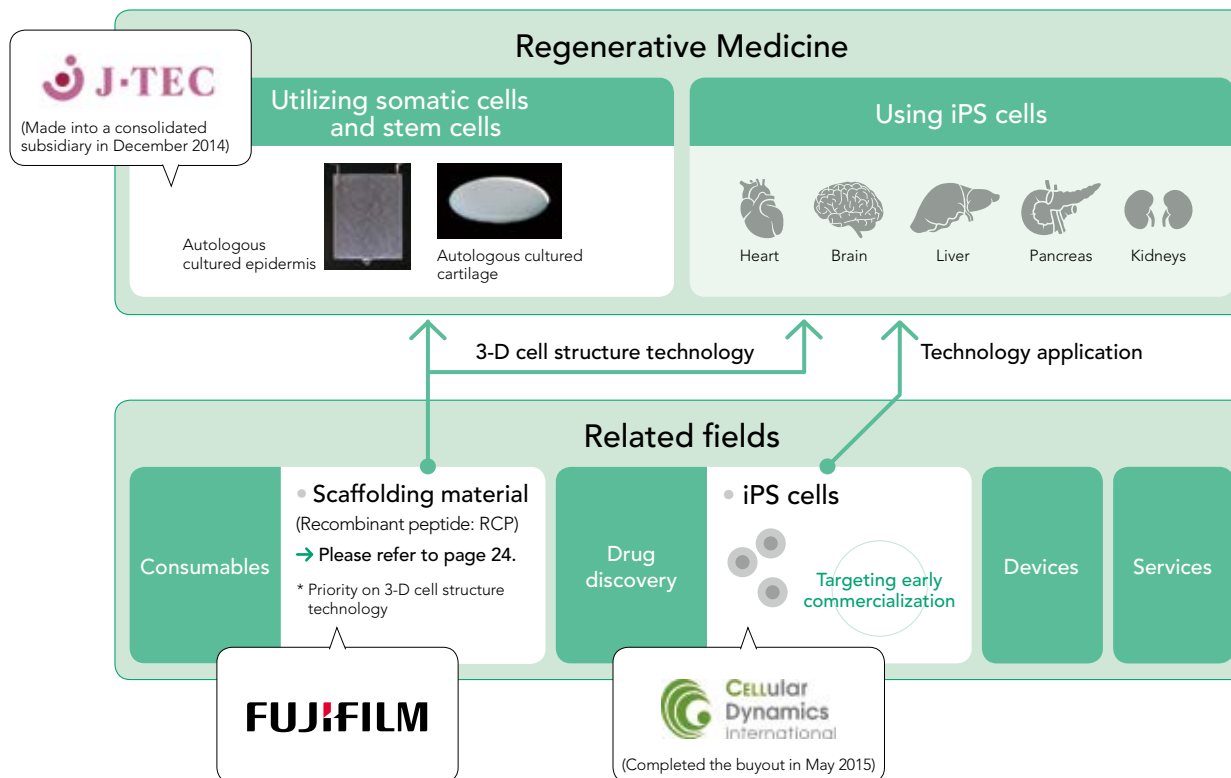 Regenerative Medicine
J-TEC
(Made into a consolidated
subsidiary in December 2014)
Utilizing somatic cells
and stem cells
Autologous
cultured epidermis
Autologous cultured
cartilage
Using iPS cells
Heart
Brain
Liver
Pancreas
Kidneys
3-D cell structure technology
Technology application
Related fields
Consumables
Scaffolding material
(Recombinant peptide: RCP)
→ Please refer to page 24.
* Priority on 3-D cell structure
technology
FUJIFILM
Drug
discovery
iPS cells
Targeting early
commercialization
Cellular
Dynamics
international
(Completed the buyout in May 2015)
Devices
Services